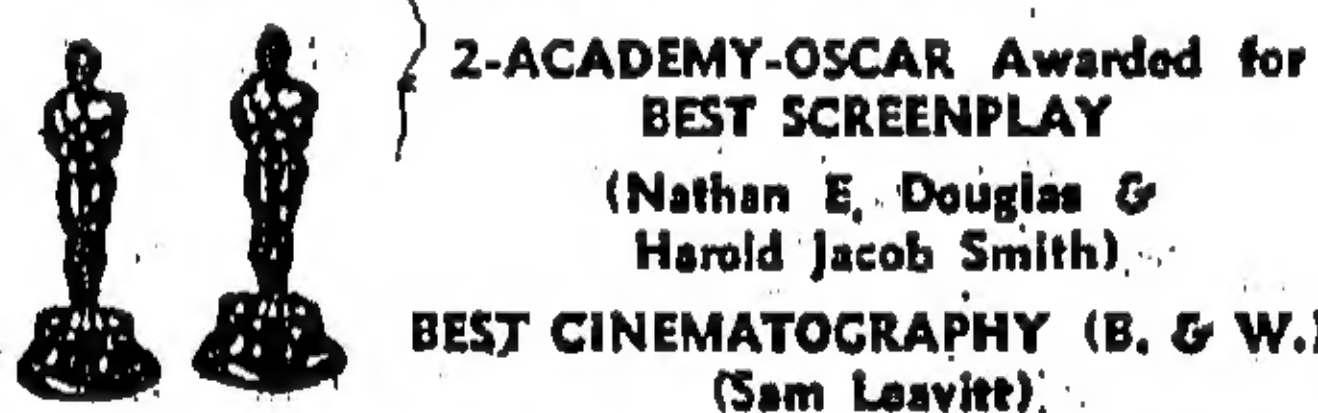 2-ACADEMY-OSCAR Awarded for
BEST SCREENPLAY
(Nathan E. Douglas &
Harold Jacob Smith)
BEST CINEMATOGRAPHY (B. & W.)
(Sam Leavitt)